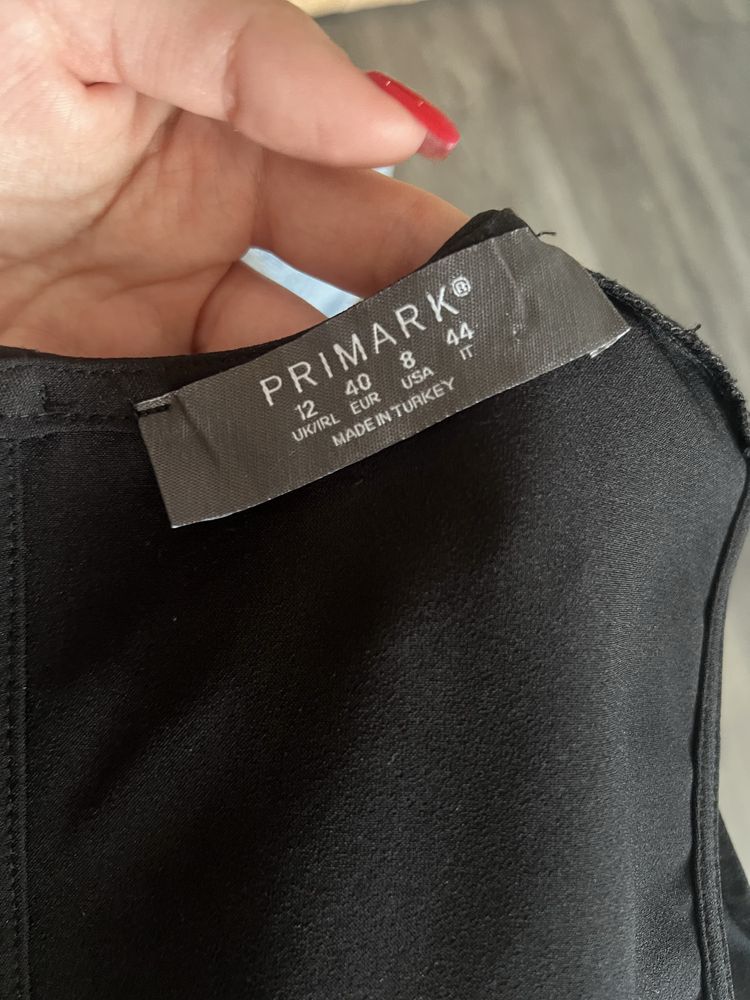 PRIMARK®
12 40 8 44
UK/IRL EUR USA IT
MADE IN TURKEY